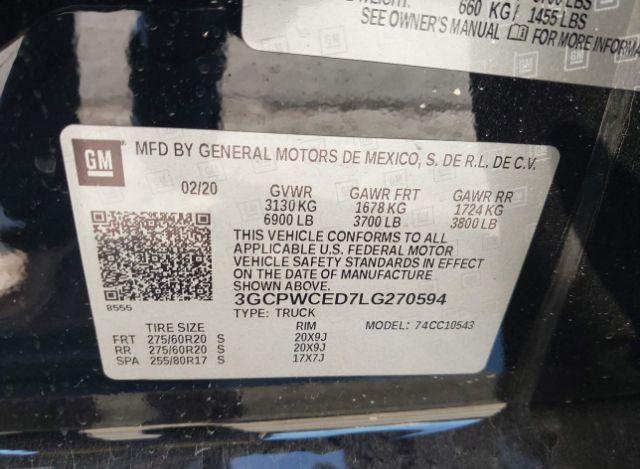 660 KG/ 1455 LBS
SEE OWNER'S MANUAL FOR MORE INFORMA
GM
MFD BY GENERAL MOTORS DE MEXICO, S. DE R.L. DE C.V.
02/20 GVWR GAWR FRT GAWR RR
3130 KG 1678 KG 1724 KG
6900 LB 3700 LB 3800 LB
THIS VEHICLE CONFORMS TO ALL
APPLICABLE U.S. FEDERAL MOTOR
VEHICLE SAFETY STANDARDS IN EFFECT
ON THE DATE OF MANUFACTURE.
8555
3GCPWCED7LG270594
TYPE: TRUCK
TIRE SIZE RIM MODEL: 74CC10543
FRT 275/60R20 S 20X9J
RR 275/60R20 S 20X9J
SPA 255/80R17 S 17X7J